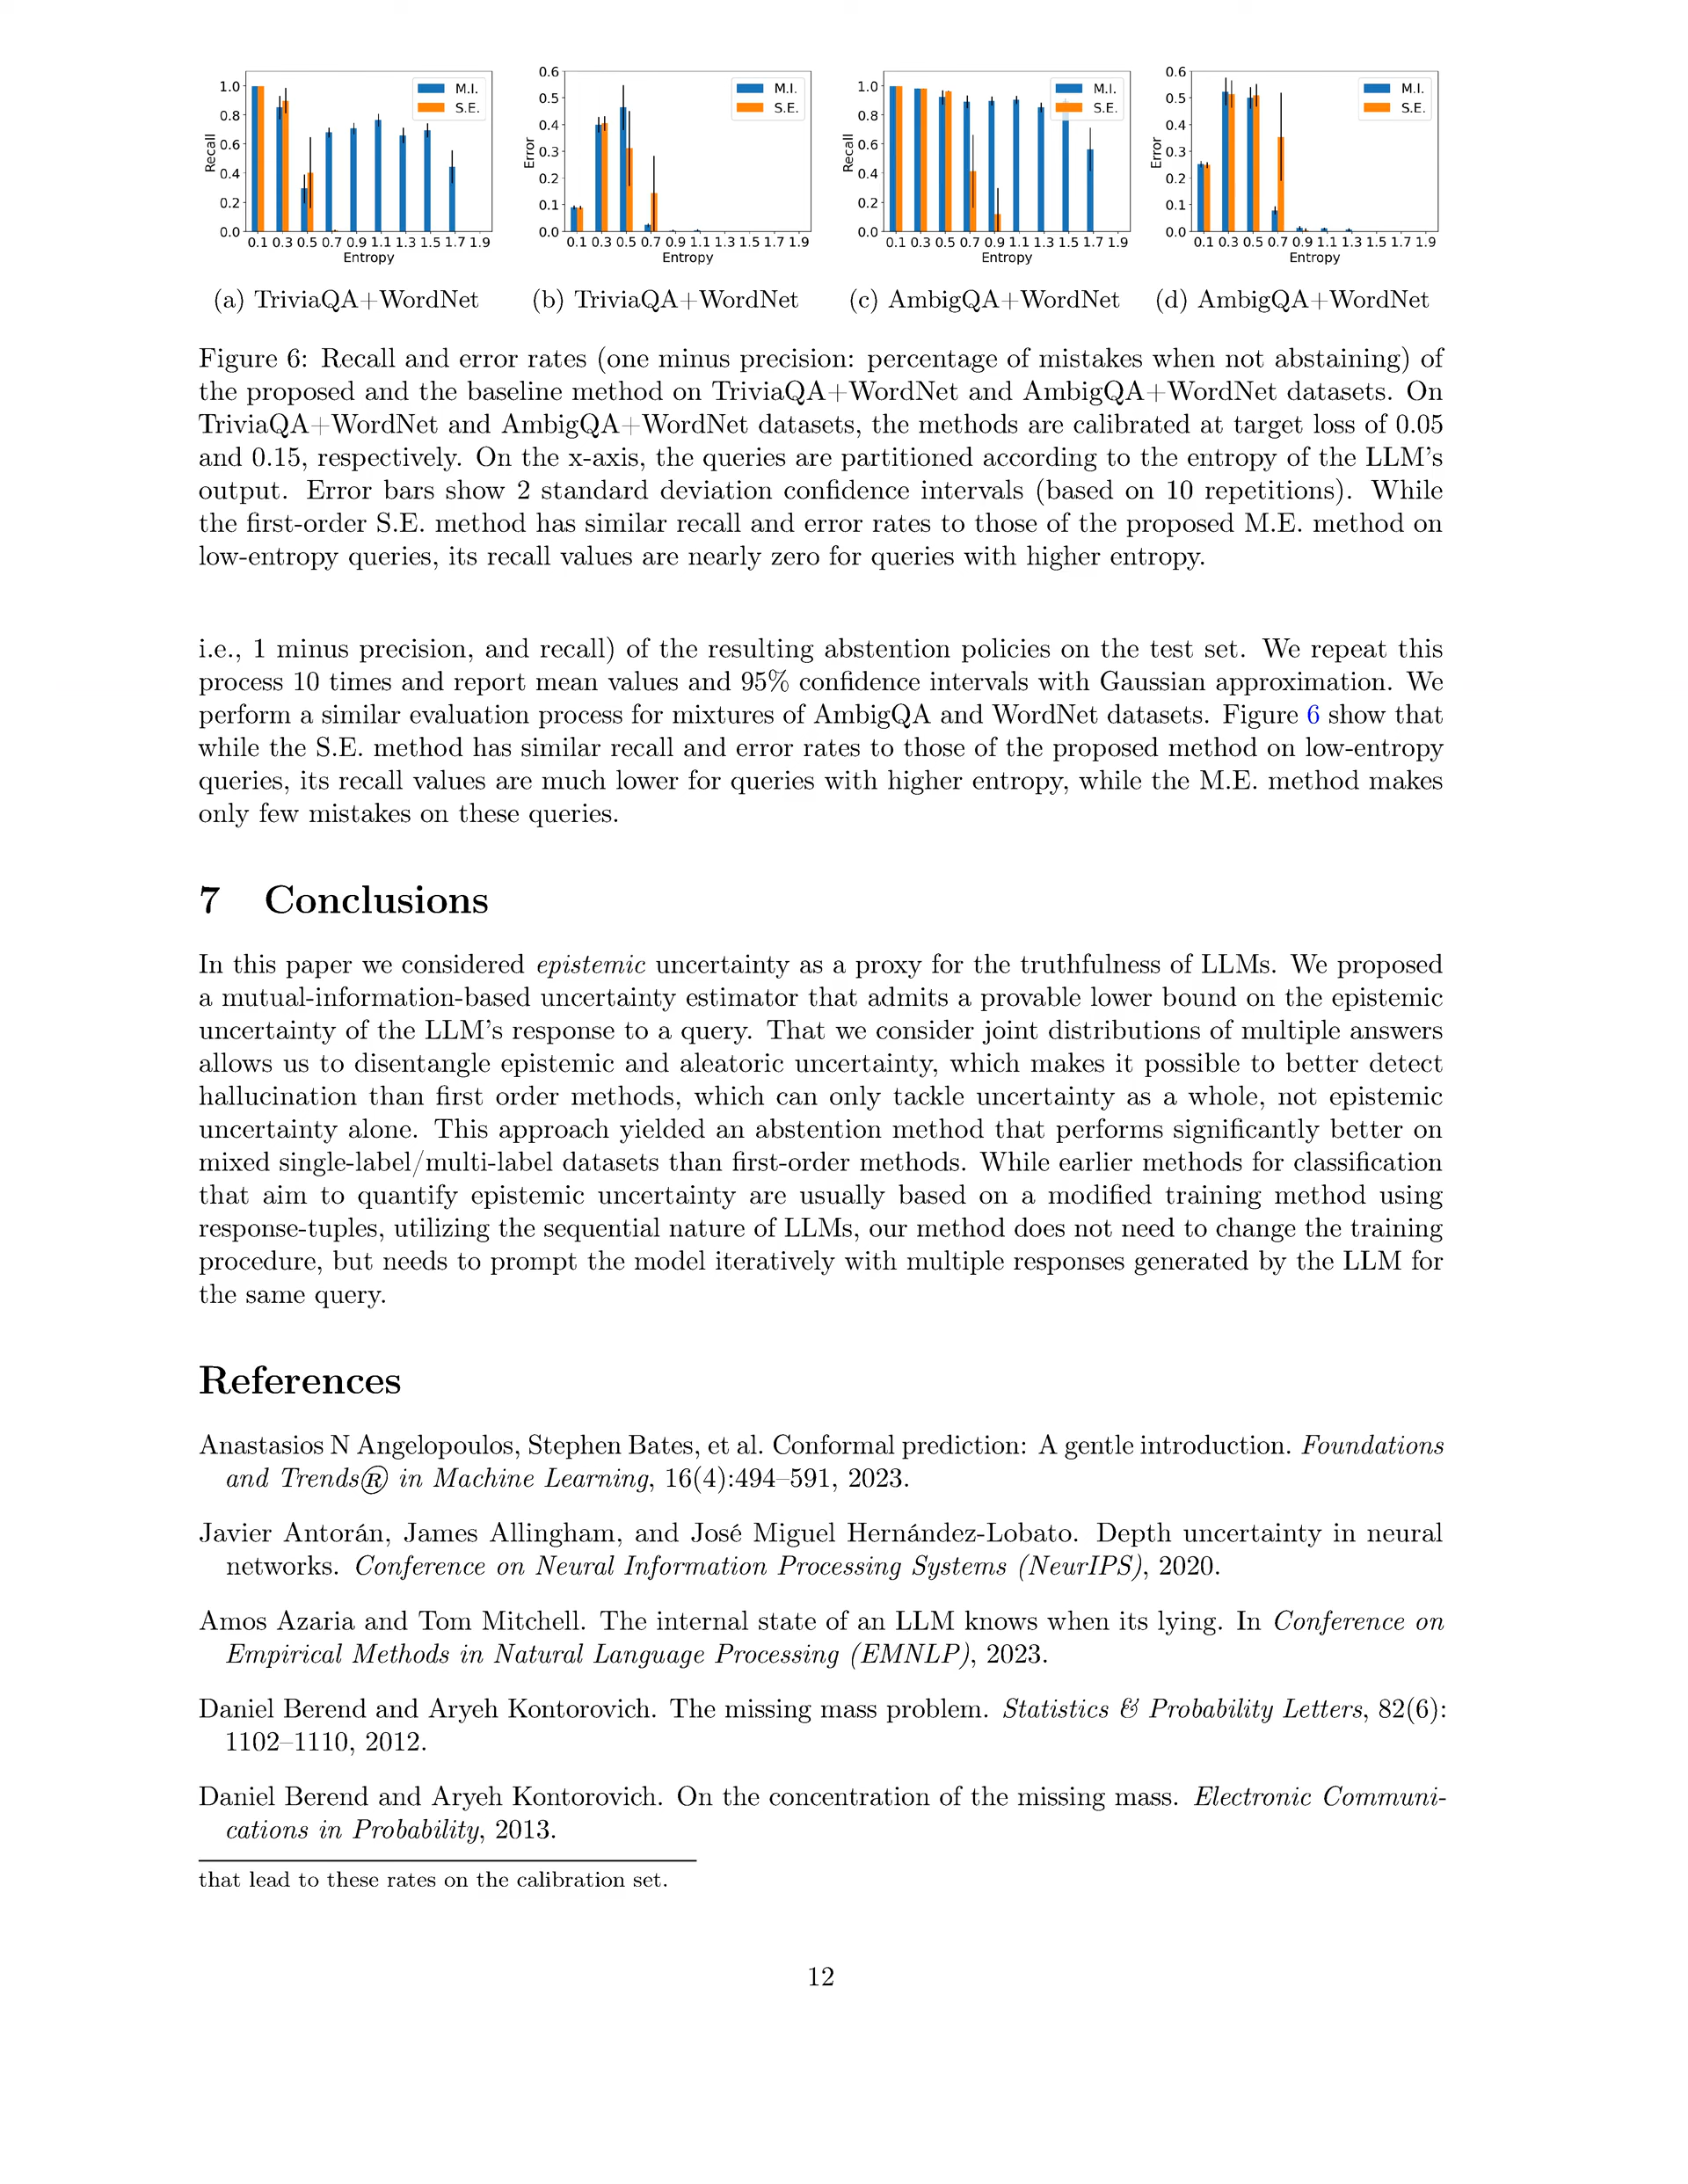 1.0
0.8
0.6
0.4
0.2
0.0
Recall
M.I.
S.E.
0.1 0.3 0.5 0.7 0.9 1.1 1.3 1.5 1.7 1.9
Entropy
(a) TriviaQA+WordNet
0.6
0.5
0.4
0.3
0.2
0.1
0.0
Error
M.I.
S.E.
0.1 0.3 0.5 0.7 0.9 1.1 1.3 1.5 1.7 1.9
Entropy
(b) TriviaQA+WordNet
1.0
0.8
0.6
0.4
0.2
0.0
Recall
M.I.
S.E.
0.1 0.3 0.5 0.7 0.9 1.1 1.3 1.5 1.7 1.9
Entropy
(c) AmbigQA+WordNet
0.6
0.5
0.4
0.3
0.2
0.1
0.0
Error
M.I.
S.E.
0.1 0.3 0.5 0.7 0.9 1.1 1.3 1.5 1.7 1.9
Entropy
(d) AmbigQA+WordNet
Figure 6: Recall and error rates (one minus precision: percentage of mistakes when not abstaining) of
the proposed and the baseline method on TriviaQA+WordNet and AmbigQA+WordNet datasets. On
TriviaQA+WordNet and AmbigQA+WordNet datasets, the methods are calibrated at target loss of 0.05
and 0.15, respectively. On the x-axis, the queries are partitioned according to the entropy of the LLM's
output. Error bars show 2 standard deviation confidence intervals (based on 10 repetitions). While
the first-order S.E. method has similar recall and error rates to those of the proposed M.E. method on
low-entropy queries, its recall values are nearly zero for queries with higher entropy.
i.e., 1 minus precision, and recall) of the resulting abstention policies on the test set. We repeat this
process 10 times and report mean values and 95% confidence intervals with Gaussian approximation. We
perform a similar evaluation process for mixtures of AmbigQA and WordNet datasets. Figure 6 show that
while the S.E. method has similar recall and error rates to those of the proposed method on low-entropy
queries, its recall values are much lower for queries with higher entropy, while the M.E. method makes
only few mistakes on these queries.
7 Conclusions
In this paper we considered epistemic uncertainty as a proxy for the truthfulness of LLMs. We proposed
a mutual-information-based uncertainty estimator that admits a provable lower bound on the epistemic
uncertainty of the LLM's response to a query. That we consider joint distributions of multiple answers
allows us to disentangle epistemic and aleatoric uncertainty, which makes it possible to better detect
hallucination than first order methods, which can only tackle uncertainty as a whole, not epistemic
uncertainty alone. This approach yielded an abstention method that performs significantly better on
mixed single-label/multi-label datasets than first-order methods. While earlier methods for classification
that aim to quantify epistemic uncertainty are usually based on a modified training method using
response-tuples, utilizing the sequential nature of LLMs, our method does not need to change the training
procedure, but needs to prompt the model iteratively with multiple responses generated by the LLM for
the same query.
References
Anastasios N Angelopoulos, Stephen Bates, et al. Conformal prediction: A gentle introduction. Foundations
and Trends® in Machine Learning, 16(4):494–591, 2023.
Javier Antorán, James Allingham, and José Miguel Hernández-Lobato. Depth uncertainty in neural
networks. Conference on Neural Information Processing Systems (NeurIPS), 2020.
Amos Azaria and Tom Mitchell. The internal state of an LLM knows when its lying. In Conference on
Empirical Methods in Natural Language Processing (EMNLP), 2023.
Daniel Berend and Aryeh Kontorovich. The missing mass problem. Statistics & Probability Letters, 82(6):
1102–1110, 2012.
Daniel Berend and Aryeh Kontorovich. On the concentration of the missing mass. Electronic Communi-
cations in Probability, 2013.
that lead to these rates on the calibration set.
12